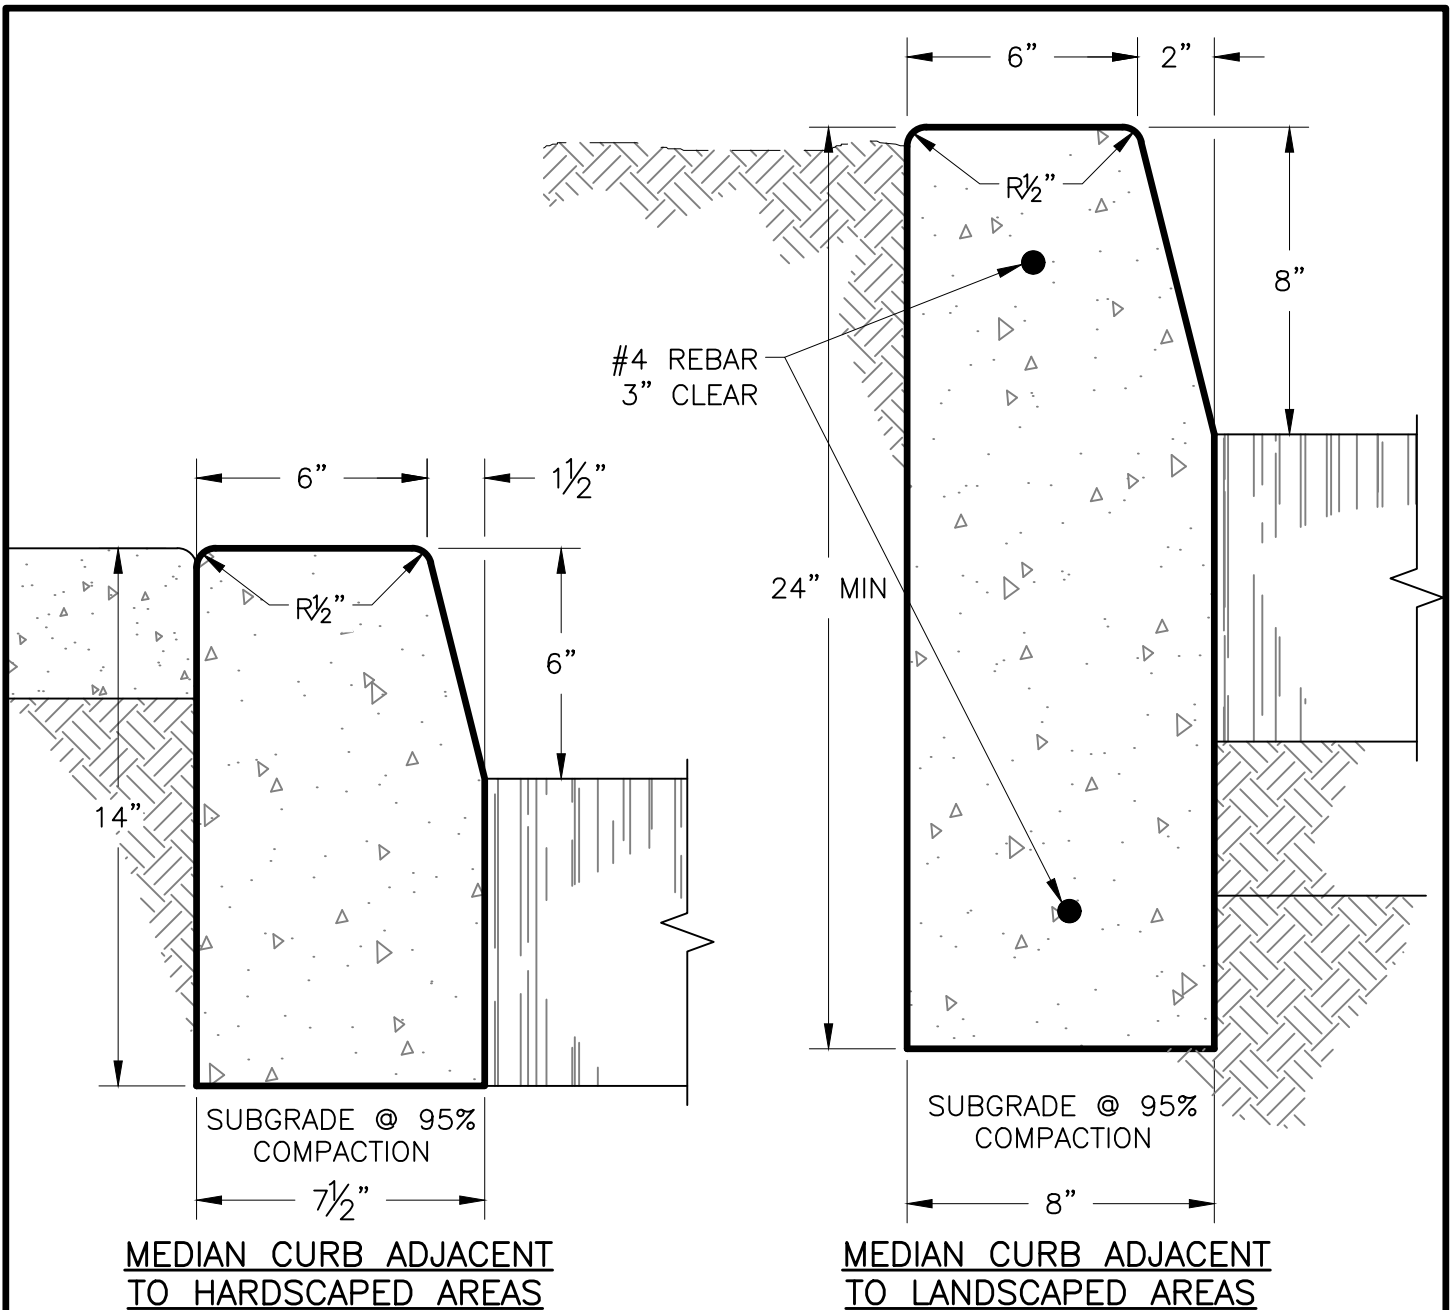 6” 2”
R½”
8”
#4 REBAR
3” CLEAR
24” MIN
6” 1½”
R½”
6”
14”
SUBGRADE @ 95%
COMPACTION
7½”
MEDIAN CURB ADJACENT
TO HARDSCAPED AREAS
SUBGRADE @ 95%
COMPACTION
8”
MEDIAN CURB ADJACENT
TO LANDSCAPED AREAS